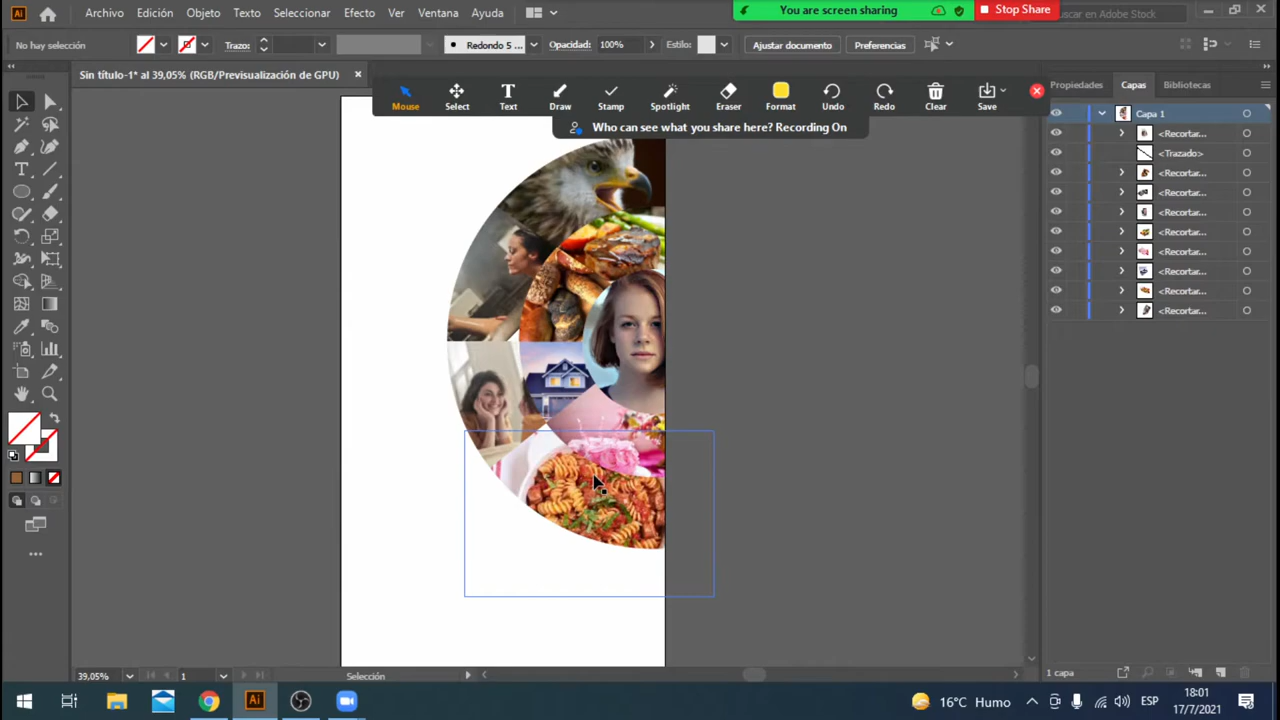 Ai Archivo Edición Objeto Texto Seleccionar Efecto Ver Ventana Ayuda
You are screen sharing Stop Share
uscar en Adobe Stock
No hay selección Trazo: Redondo 5 ... Opacidad: 100% Estilo: Ajustar documento Preferencias
Sin título-1* al 39,05% (RGB/Previsualización de GPU)
Mouse Select Text Draw Stamp Spotlight Eraser Format Undo Redo Clear Save
Who can see what you share here? Recording On
Propiedades Capas Bibliotecas
Capa 1
<Recortar...
<Trazado>
<Recortar...
<Recortar...
<Recortar...
<Recortar...
<Recortar...
<Recortar...
<Recortar...
<Recortar...
39,05% 1 Selección
1 capa
Ai 16°C Humo ESP 18:01
17/7/2021